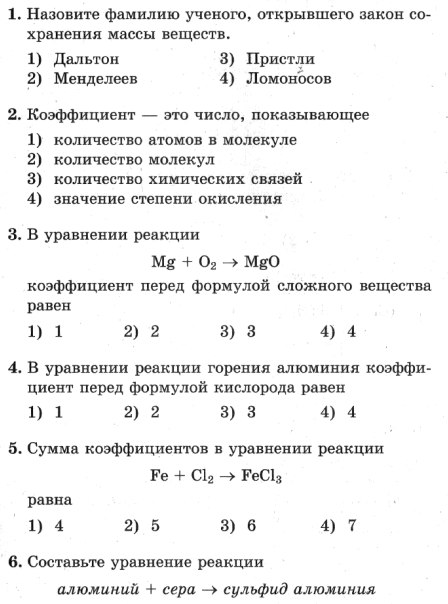 1. Назовите фамилию ученого, открывшего закон со-
хранения массы веществ.
1) Дальтон 3) Пристли
2) Менделеев 4) Ломоносов
2. Коэффициент — это число, показывающее
1) количество атомов в молекуле
2) количество молекул
3) количество химических связей
4) значение степени окисления
3. В уравнении реакции
Mg + O₂ → MgO
коэффициент перед формулой сложного вещества
равен
1) 1 2) 2 3) 3 4) 4
4. В уравнении реакции горения алюминия коэффи-
циент перед формулой кислорода равен
1) 1 2) 2 3) 3 4) 4
5. Сумма коэффициентов в уравнении реакции
Fe + Cl₂ → FeCl₃
равна
1) 4 2) 5 3) 6 4) 7
6. Составьте уравнение реакции
алюминий + сера → сульфид алюминия